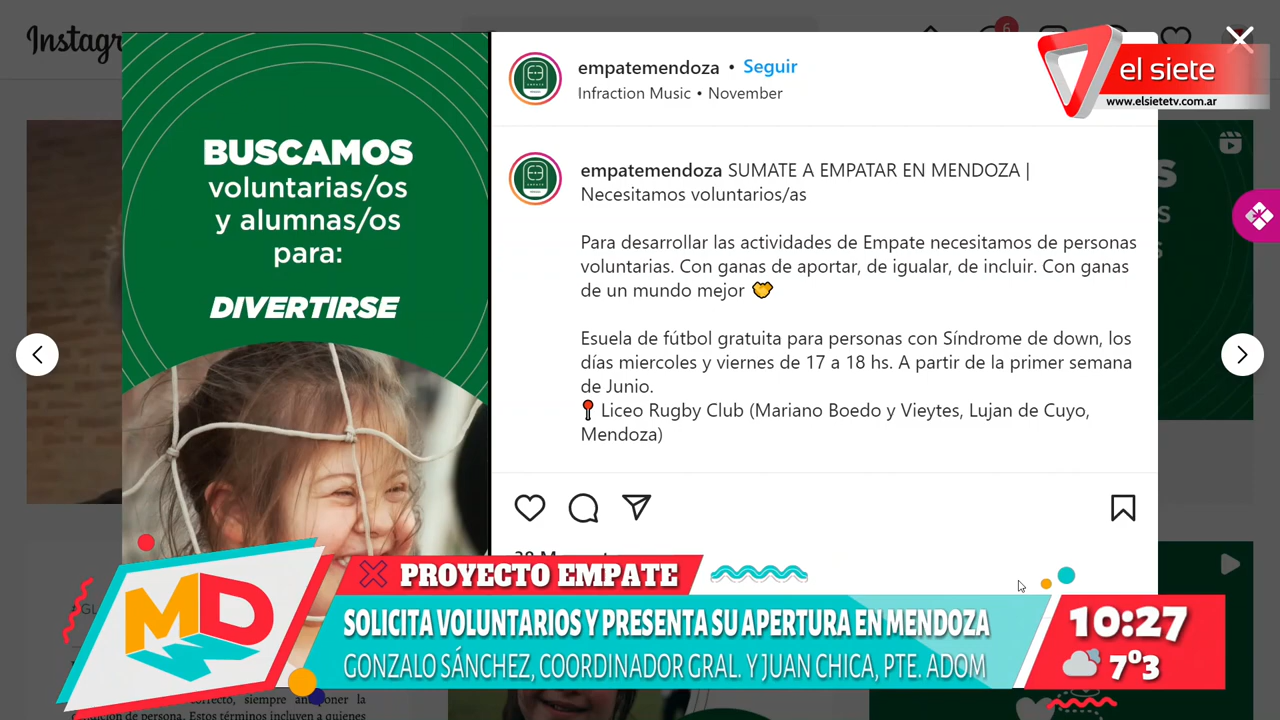 Instagr
6
el siete
www.elsietetv.com.ar
BUSCAMOS
voluntarias/os
y alumnas/os
para:
DIVERTIRSE
empatemendoza • Seguir
Infraction Music • November
EMPATE
empatemendoza SUMATE A EMPATAR EN MENDOZA |
Necesitamos voluntarios/as
Para desarrollar las actividades de Empate necesitamos de personas
voluntarias. Con ganas de aportar, de igualar, de incluir. Con ganas
de un mundo mejor
Esuela de fútbol gratuita para personas con Síndrome de down, los
días miercoles y viernes de 17 a 18 hs. A partir de la primer semana
de Junio.
Liceo Rugby Club (Mariano Boedo y Vieytes, Lujan de Cuyo,
Mendoza)
MD
PROYECTO EMPATE
SOLICITA VOLUNTARIOS Y PRESENTA SU APERTURA EN MENDOZA
GONZALO SÁNCHEZ, COORDINADOR GRAL. Y JUAN CHICA, PTE. ADOM
10:27
7º3